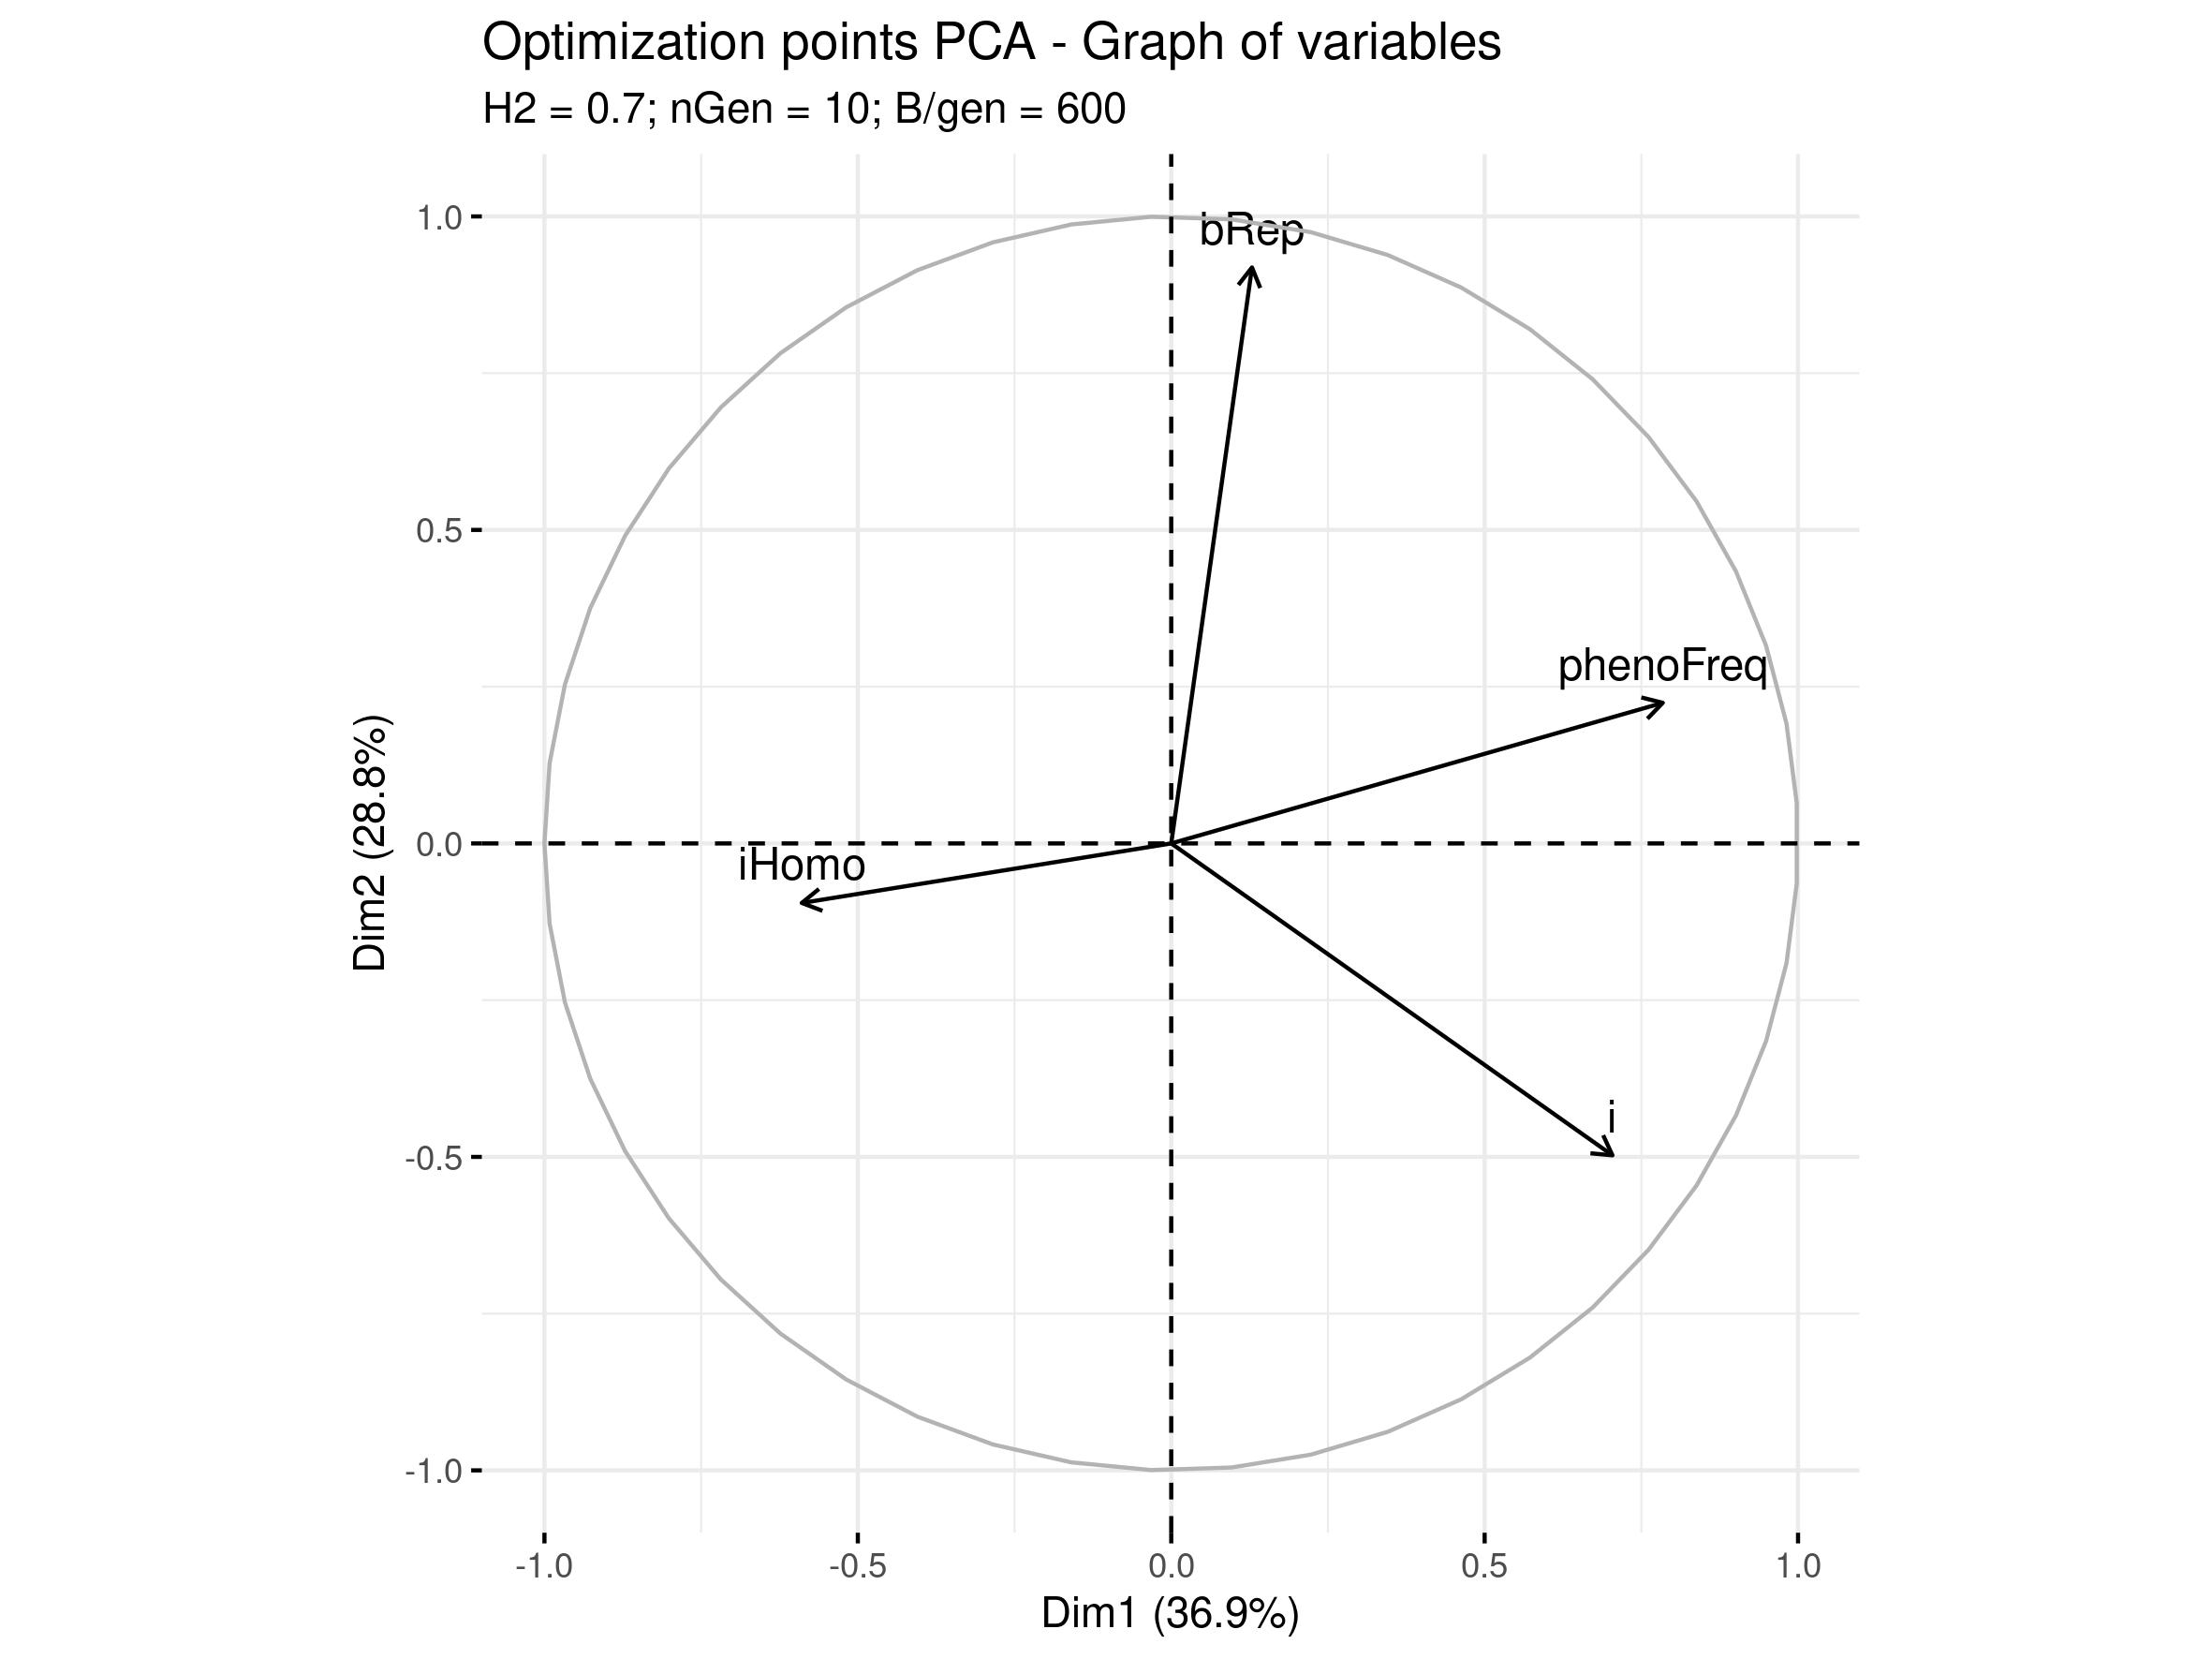 Optimization points PCA - Graph of variables
H2 = 0.7; nGen = 10; B/gen = 600
1.0
0.5
0.0
-0.5
-1.0
Dim2 (28.8%)
bRep
phenoFreq
iHomo
i
-1.0
-0.5
0.0
0.5
1.0
Dim1 (36.9%)